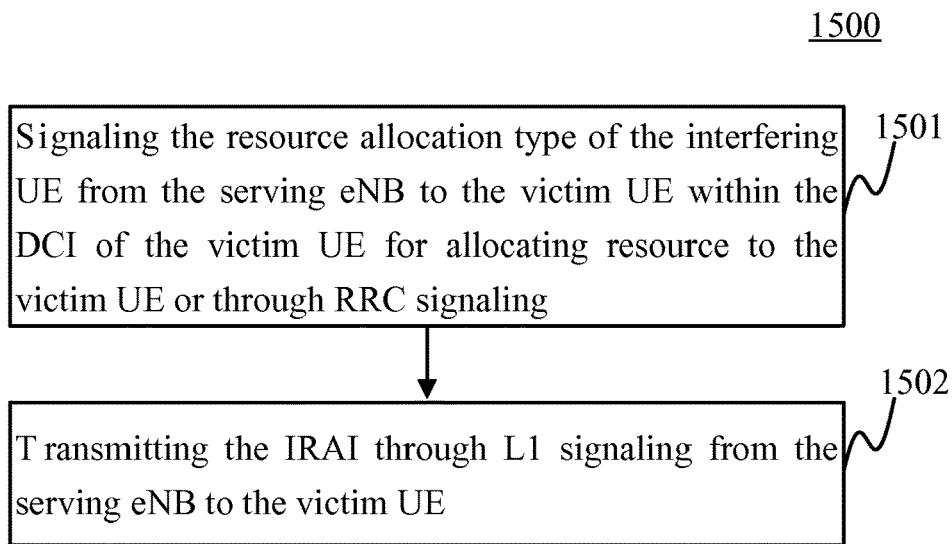 1500
Signaling the resource allocation type of the interfering
1501
UE from the serving eNB to the victim UE within the
DCI of the victim UE for allocating resource to the
victim UE or through RRC signaling
1502
Transmitting the IRAI through L1 signaling from the
serving eNB to the victim UE